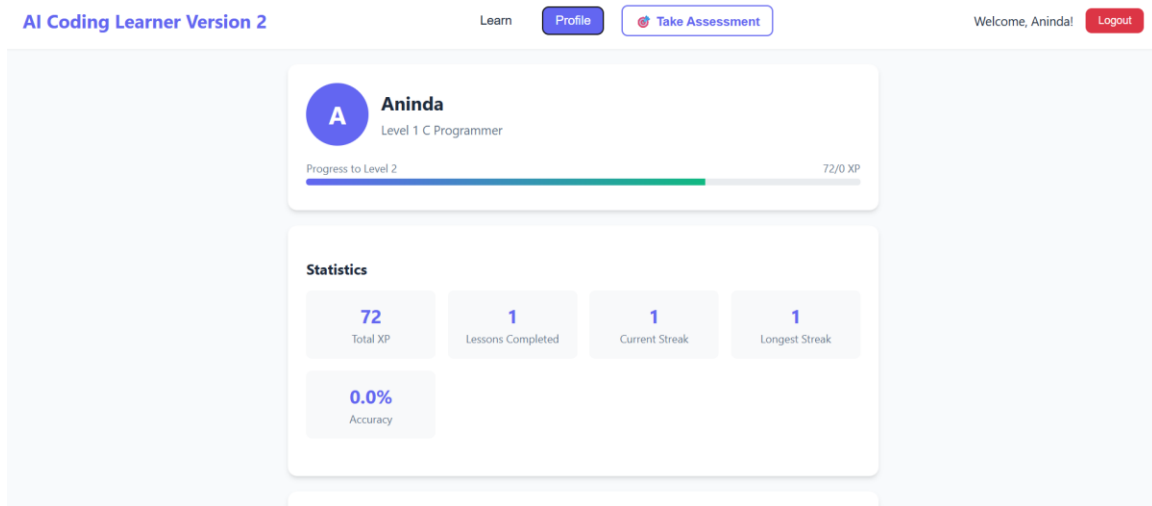 AI Coding Learner Version 2
Learn
Profile
🎯 Take Assessment
Welcome, Aninda!
Logout
A
Aninda
Level 1 C Programmer
Progress to Level 2
72/0 XP
Statistics
72
Total XP
1
Lessons Completed
1
Current Streak
1
Longest Streak
0.0%
Accuracy